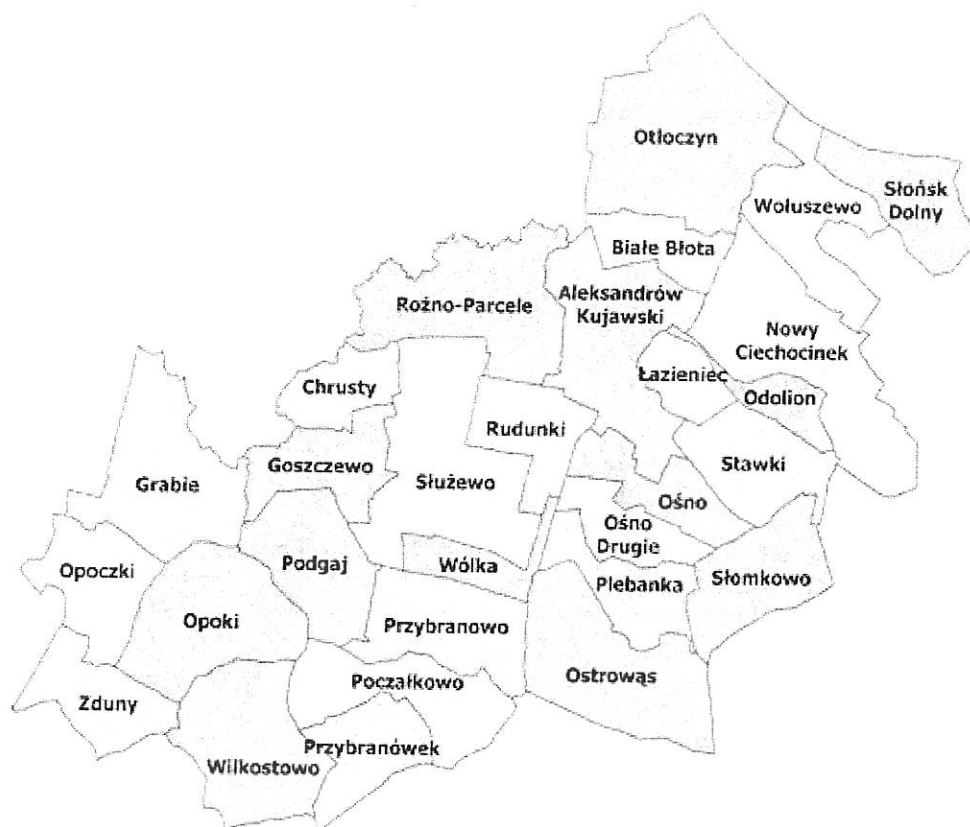 Otłoczyn
Słońsk
Dolny
Wołuszewo
Białe Błota
Aleksandrów
Kujawski
Rożno-Parcele
Nowy
Ciechocinek
Łazieniec
Chrusty
Odolion
Rudunki
Goszczewo
Stawki
Grabie
Służewo
Ośno
Ośno
Drugie
Opoczki
Podgaj
Wólka
Plebanka
Słomkowo
Opoki
Przybranowo
Ostrowąs
Poczałkowo
Zduny
Przybranówek
Wilkostowo